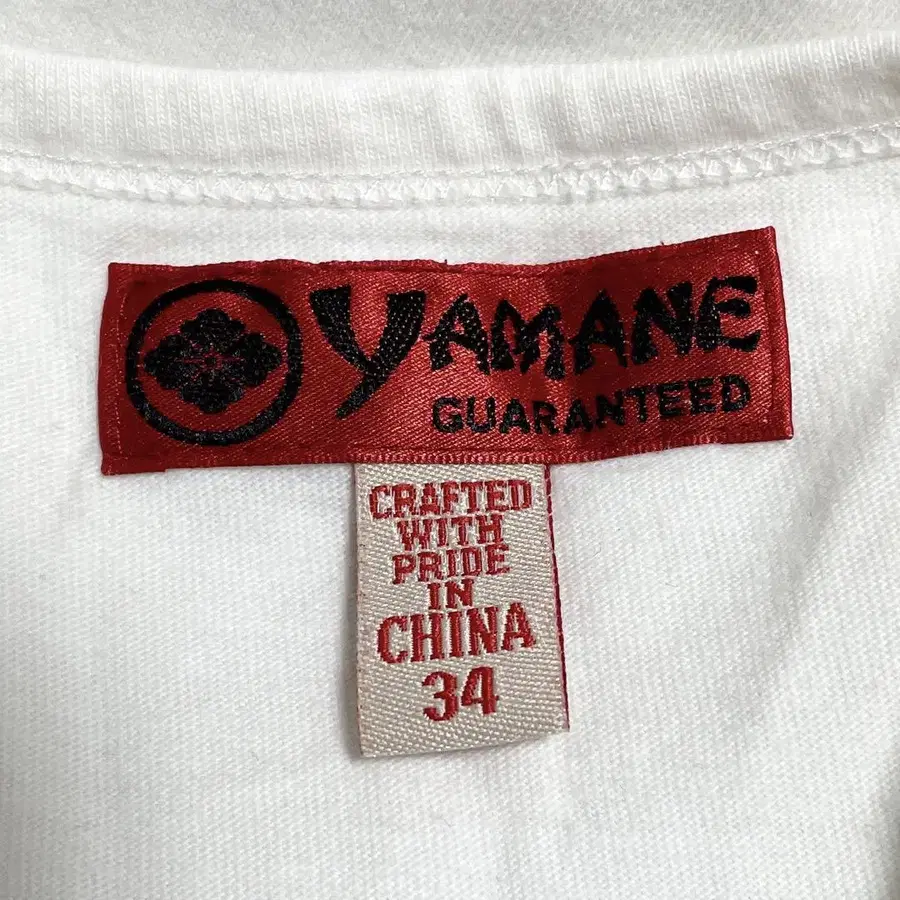 YAMANE
GUARANTEED
CRAFTED
WITH
PRIDE
IN
CHINA
34